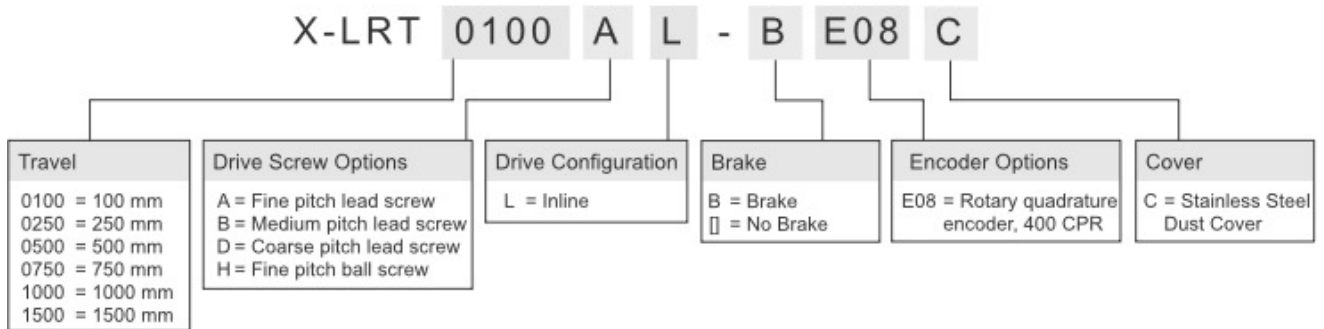 X-LRT 0100 A L - B E08 C
Travel
0100 = 100 mm
0250 = 250 mm
0500 = 500 mm
0750 = 750 mm
1000 = 1000 mm
1500 = 1500 mm
Drive Screw Options
A = Fine pitch lead screw
B = Medium pitch lead screw
D = Coarse pitch lead screw
H = Fine pitch ball screw
Drive Configuration
L = Inline
Brake
B = Brake
[] = No Brake
Encoder Options
E08 = Rotary quadrature
encoder, 400 CPR
Cover
C = Stainless Steel
Dust Cover